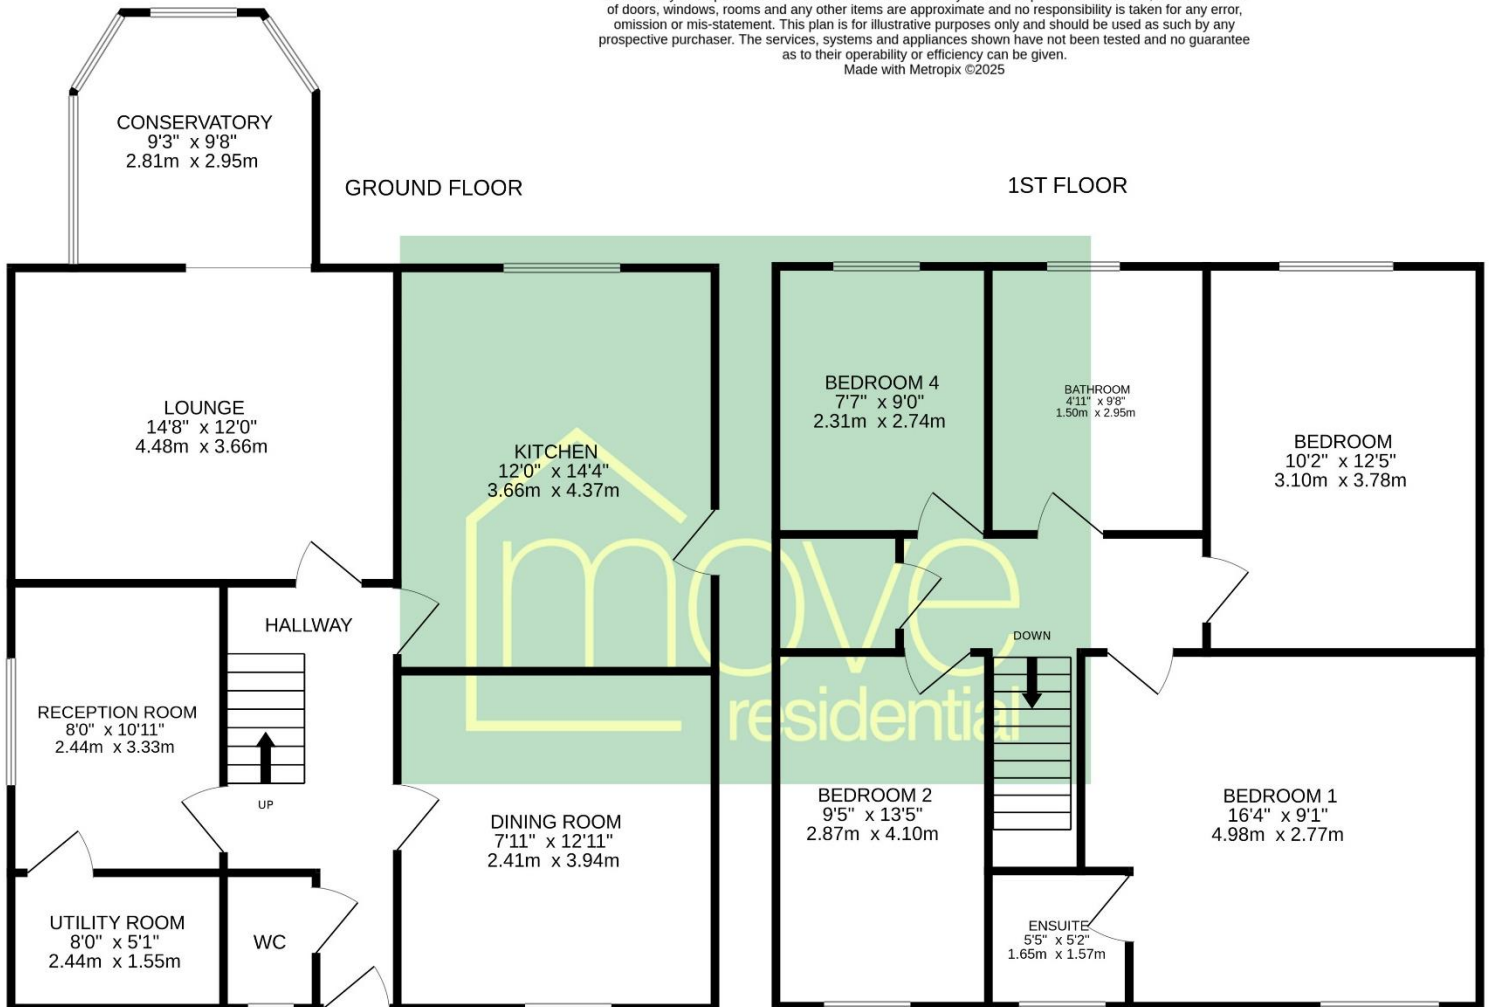 of doors, windows, rooms and any other items are approximate and no responsibility is taken for any error,
omission or mis-statement. This plan is for illustrative purposes only and should be used as such by any
prospective purchaser. The services, systems and appliances shown have not been tested and no guarantee
as to their operability or efficiency can be given.
Made with Metropix ©2025
GROUND FLOOR
CONSERVATORY
9'3" x 9'8"
2.81m x 2.95m
LOUNGE
14'8" x 12'0"
4.48m x 3.66m
KITCHEN
12'0" x 14'4"
3.66m x 4.37m
HALLWAY
RECEPTION ROOM
8'0" x 10'11"
2.44m x 3.33m
UP
DINING ROOM
7'11" x 12'11"
2.41m x 3.94m
UTILITY ROOM
8'0" x 5'1"
2.44m x 1.55m
WC
1ST FLOOR
BEDROOM 4
7'7" x 9'0"
2.31m x 2.74m
BATHROOM
4'11" x 9'8"
1.50m x 2.95m
BEDROOM
10'2" x 12'5"
3.10m x 3.78m
DOWN
BEDROOM 2
9'5" x 13'5"
2.87m x 4.10m
BEDROOM 1
16'4" x 9'1"
4.98m x 2.77m
ENSUITE
5'5" x 5'2"
1.65m x 1.57m
move
residential